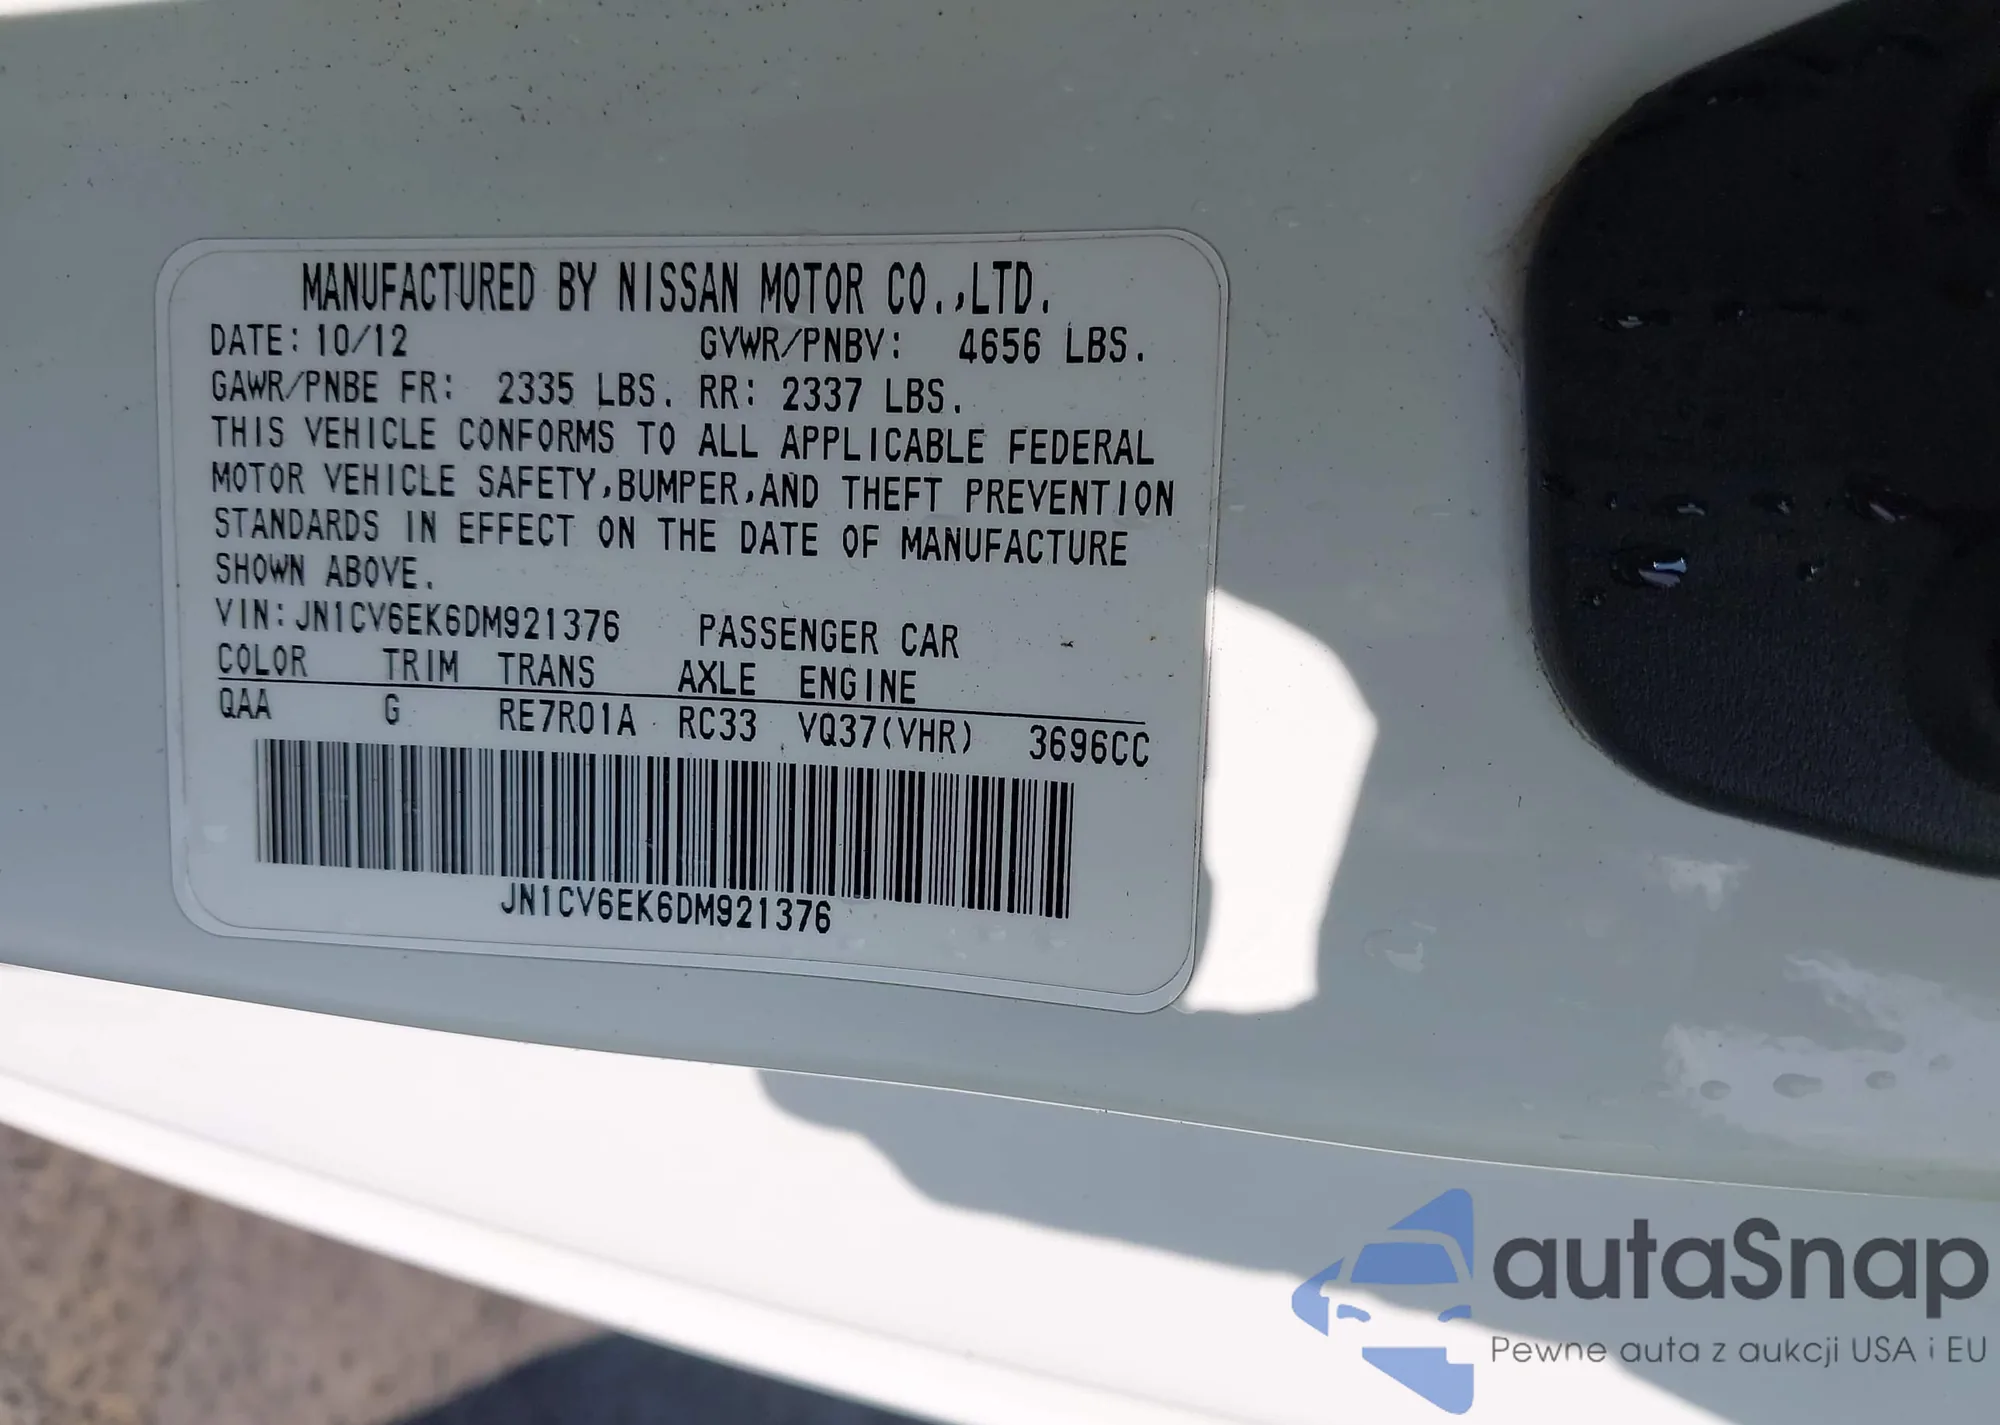 MANUFACTURED BY NISSAN MOTOR CO.,LTD.
DATE: 10/12 GVWR/PNBV: 4656 LBS.
GAWR/PNBE FR: 2335 LBS. RR: 2337 LBS.
THIS VEHICLE CONFORMS TO ALL APPLICABLE FEDERAL
MOTOR VEHICLE SAFETY,BUMPER,AND THEFT PREVENTION
STANDARDS IN EFFECT ON THE DATE OF MANUFACTURE
SHOWN ABOVE.
VIN:JN1CV6EK6DM921376 PASSENGER CAR
COLOR TRIM TRANS AXLE ENGINE
QAA G RE7R01A RC33 VQ37(VHR) 3696CC
JN1CV6EK6DM921376
autaSnap
Pewne auta z aukcji USA i EU